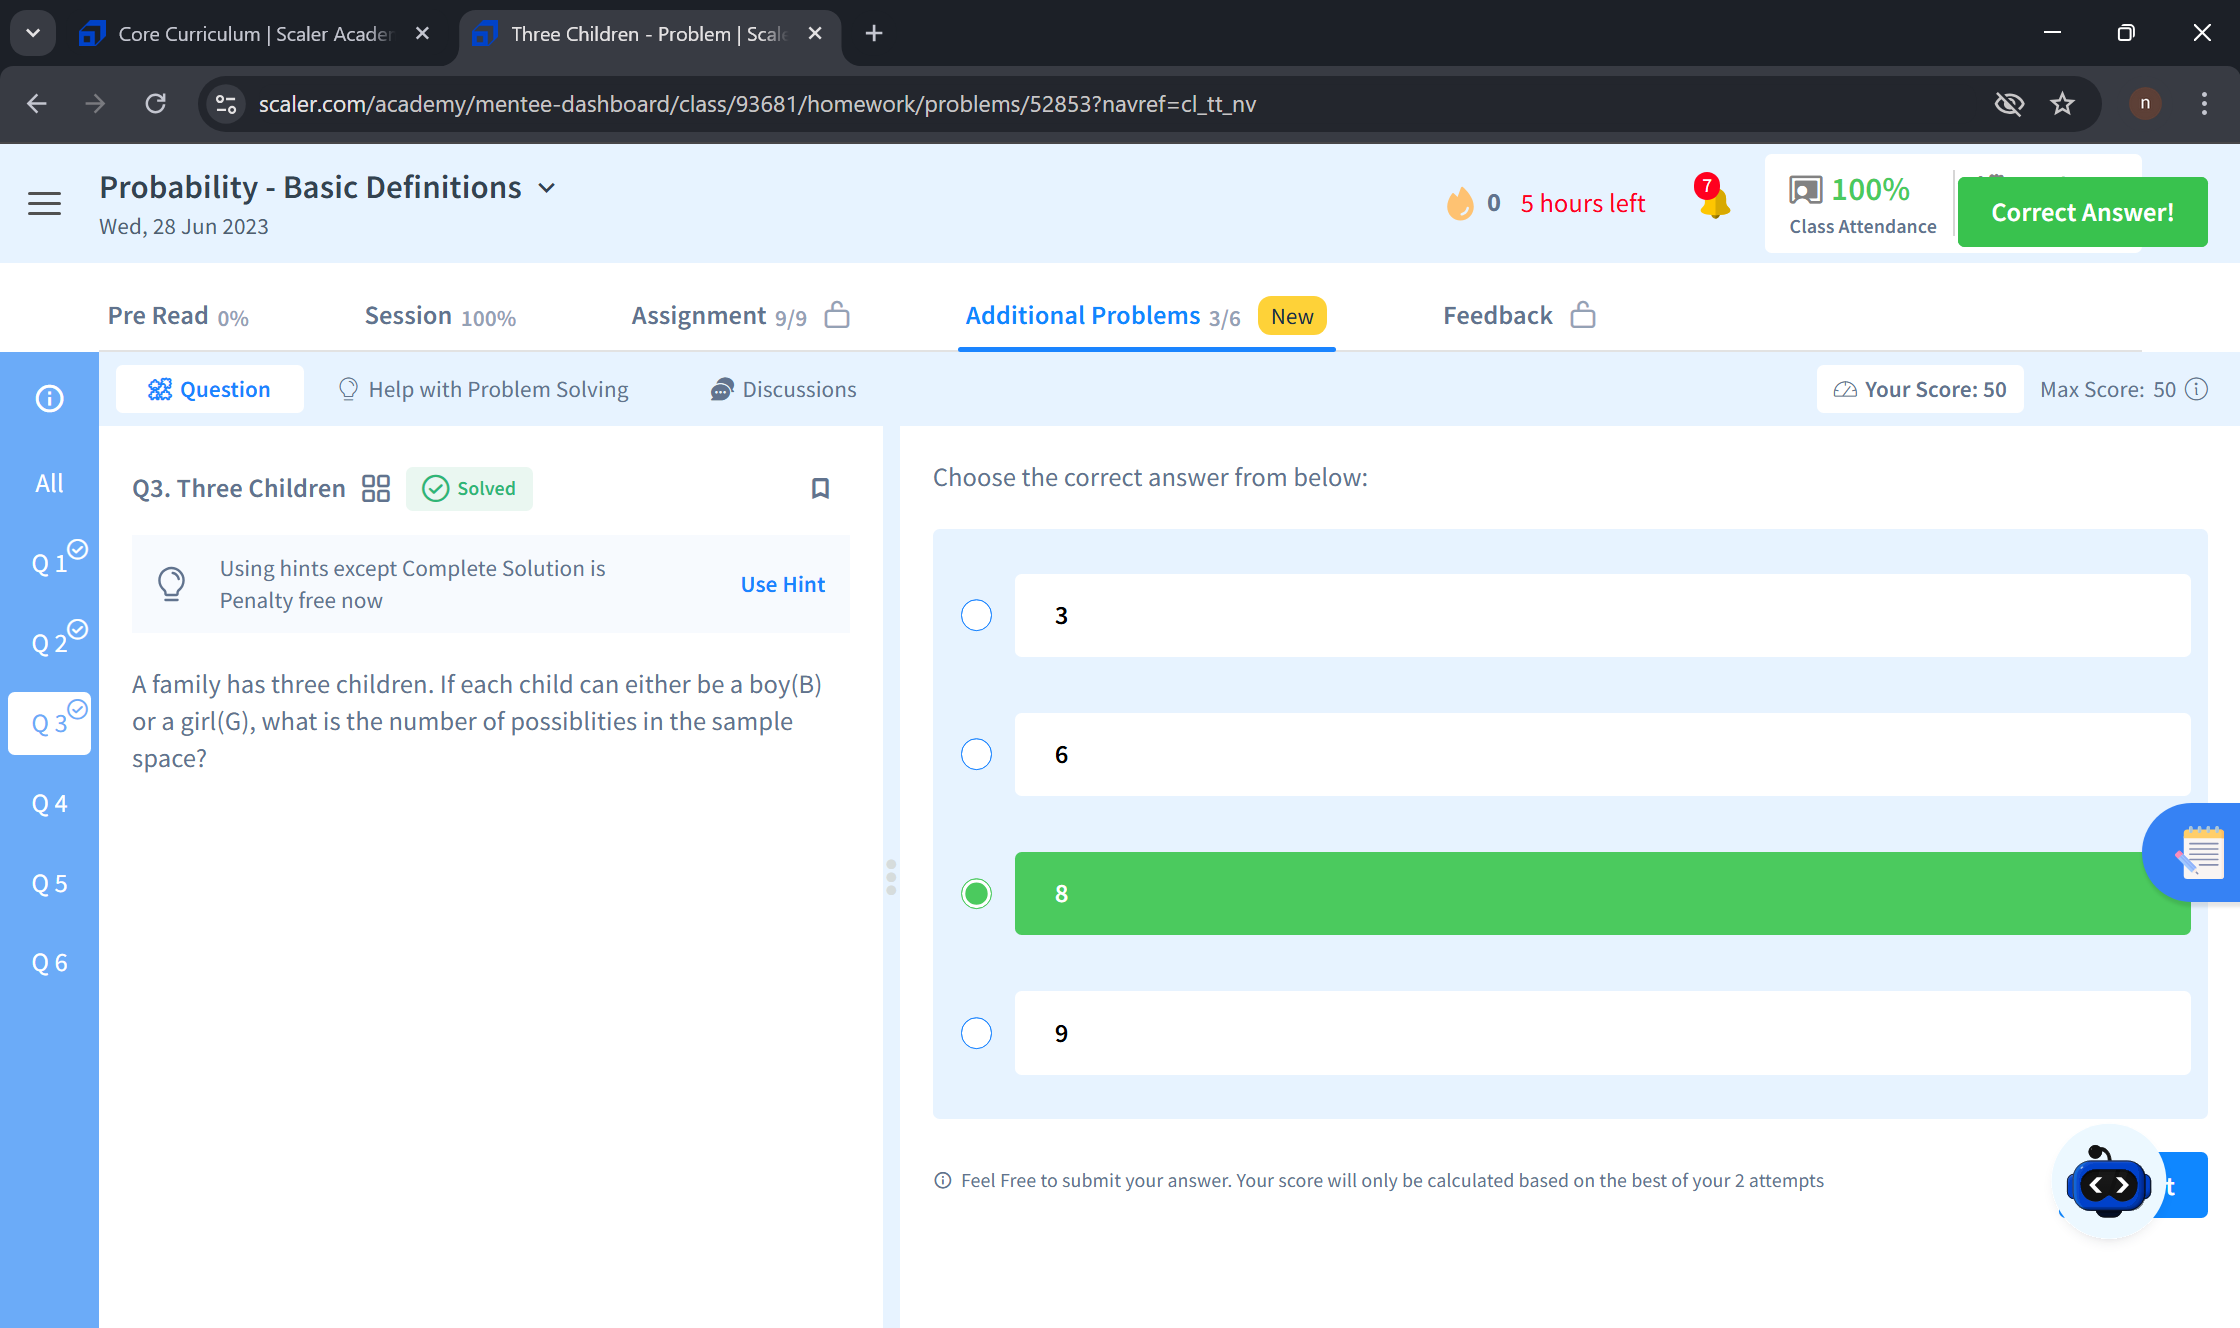 Core Curriculum | Scaler Acader
Three Children - Problem | Scale
scaler.com/academy/mentee-dashboard/class/93681/homework/problems/52853?navref=cl_tt_nv
n
Probability - Basic Definitions
Wed, 28 Jun 2023
0
5 hours left
7
100%
Class Attendance
Correct Answer!
Pre Read 0%
Session 100%
Assignment 9/9
Additional Problems 3/6
New
Feedback
Question
Help with Problem Solving
Discussions
Your Score: 50
Max Score: 50
All
Q 1
Q 2
Q 3
Q 4
Q 5
Q 6
Q3. Three Children
Solved
Using hints except Complete Solution is
Penalty free now
Use Hint
A family has three children. If each child can either be a boy(B)
or a girl(G), what is the number of possiblities in the sample
space?
Choose the correct answer from below:
3
6
8
9
Feel Free to submit your answer. Your score will only be calculated based on the best of your 2 attempts
t